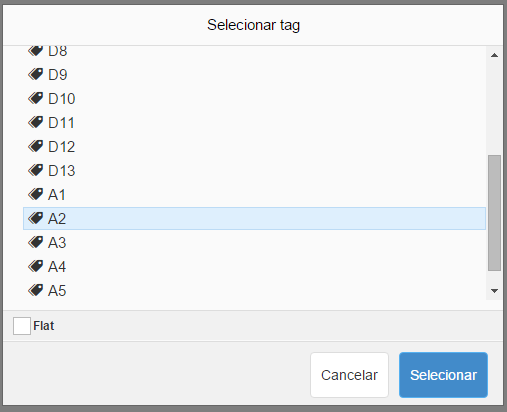 Selecionar tag
D8
D9
D10
D11
D12
D13
A1
A2
A3
A4
A5
Flat
Cancelar
Selecionar